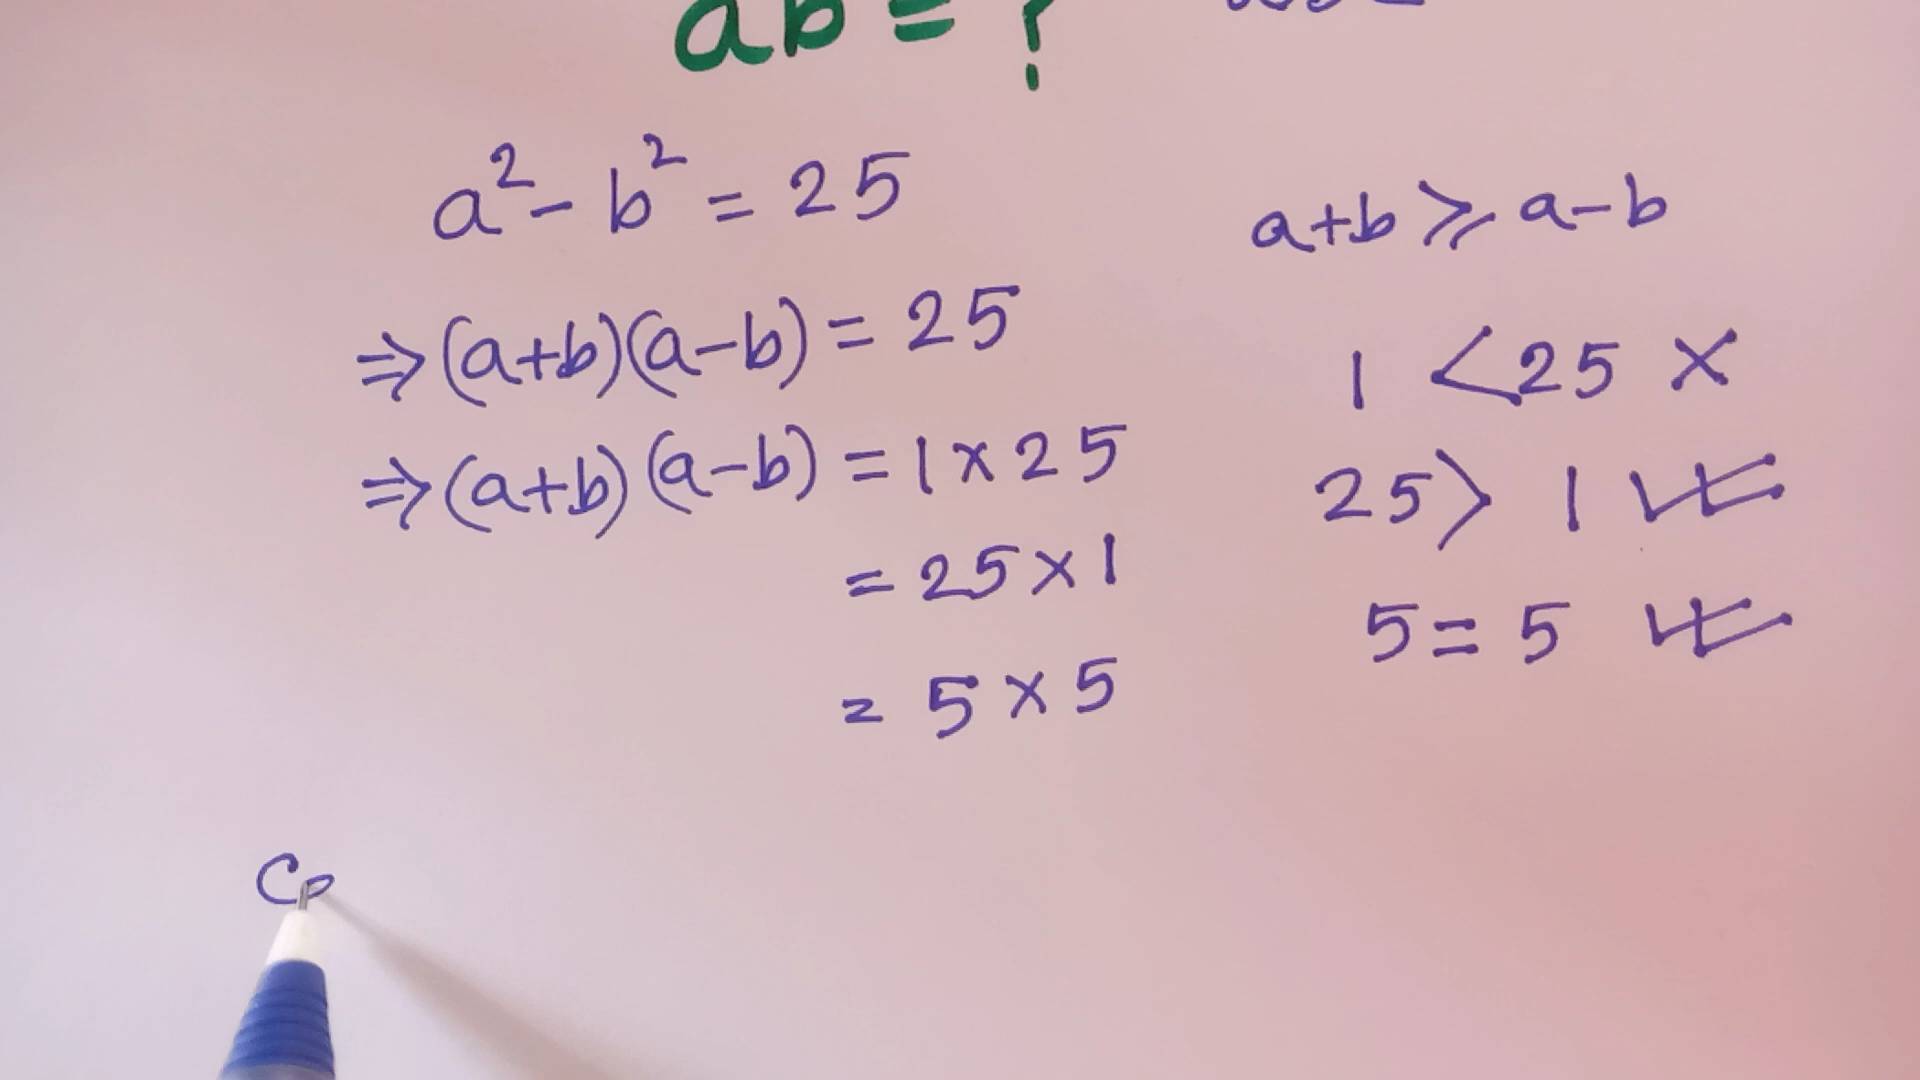 ab = ?
a² - b² = 25
⇒ (a+b)(a-b) = 25
⇒ (a+b)(a-b) = 1 × 25
= 25 × 1
= 5 × 5
a+b ⩾ a-b
1 < 25 ×
25 > 1 ✓
5 = 5 ✓